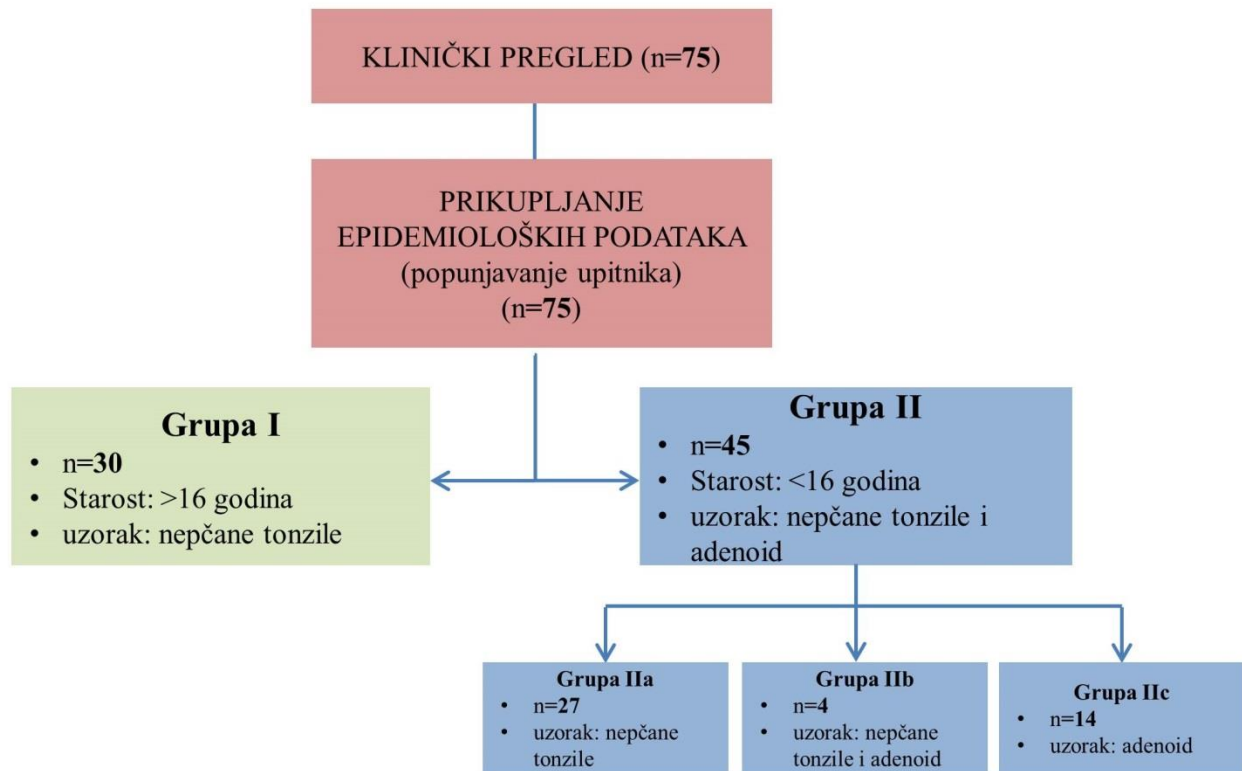 KLINIČKI PREGLED (n=75)
PRIKUPLJANJE
EPIDEMIOLOŠKIH PODATAKA
(popunjavanje upitnika)
(n=75)
Grupa I
• n=30
• Starost: >16 godina
• uzorak: nepčane tonzile
Grupa II
• n=45
• Starost: <16 godina
• uzorak: nepčane tonzile i
adenoid
Grupa IIa
• n=27
• uzorak: nepčane
tonzile
Grupa IIb
• n=4
• uzorak: nepčane
tonzile i adenoid
Grupa IIc
• n=14
• uzorak: adenoid